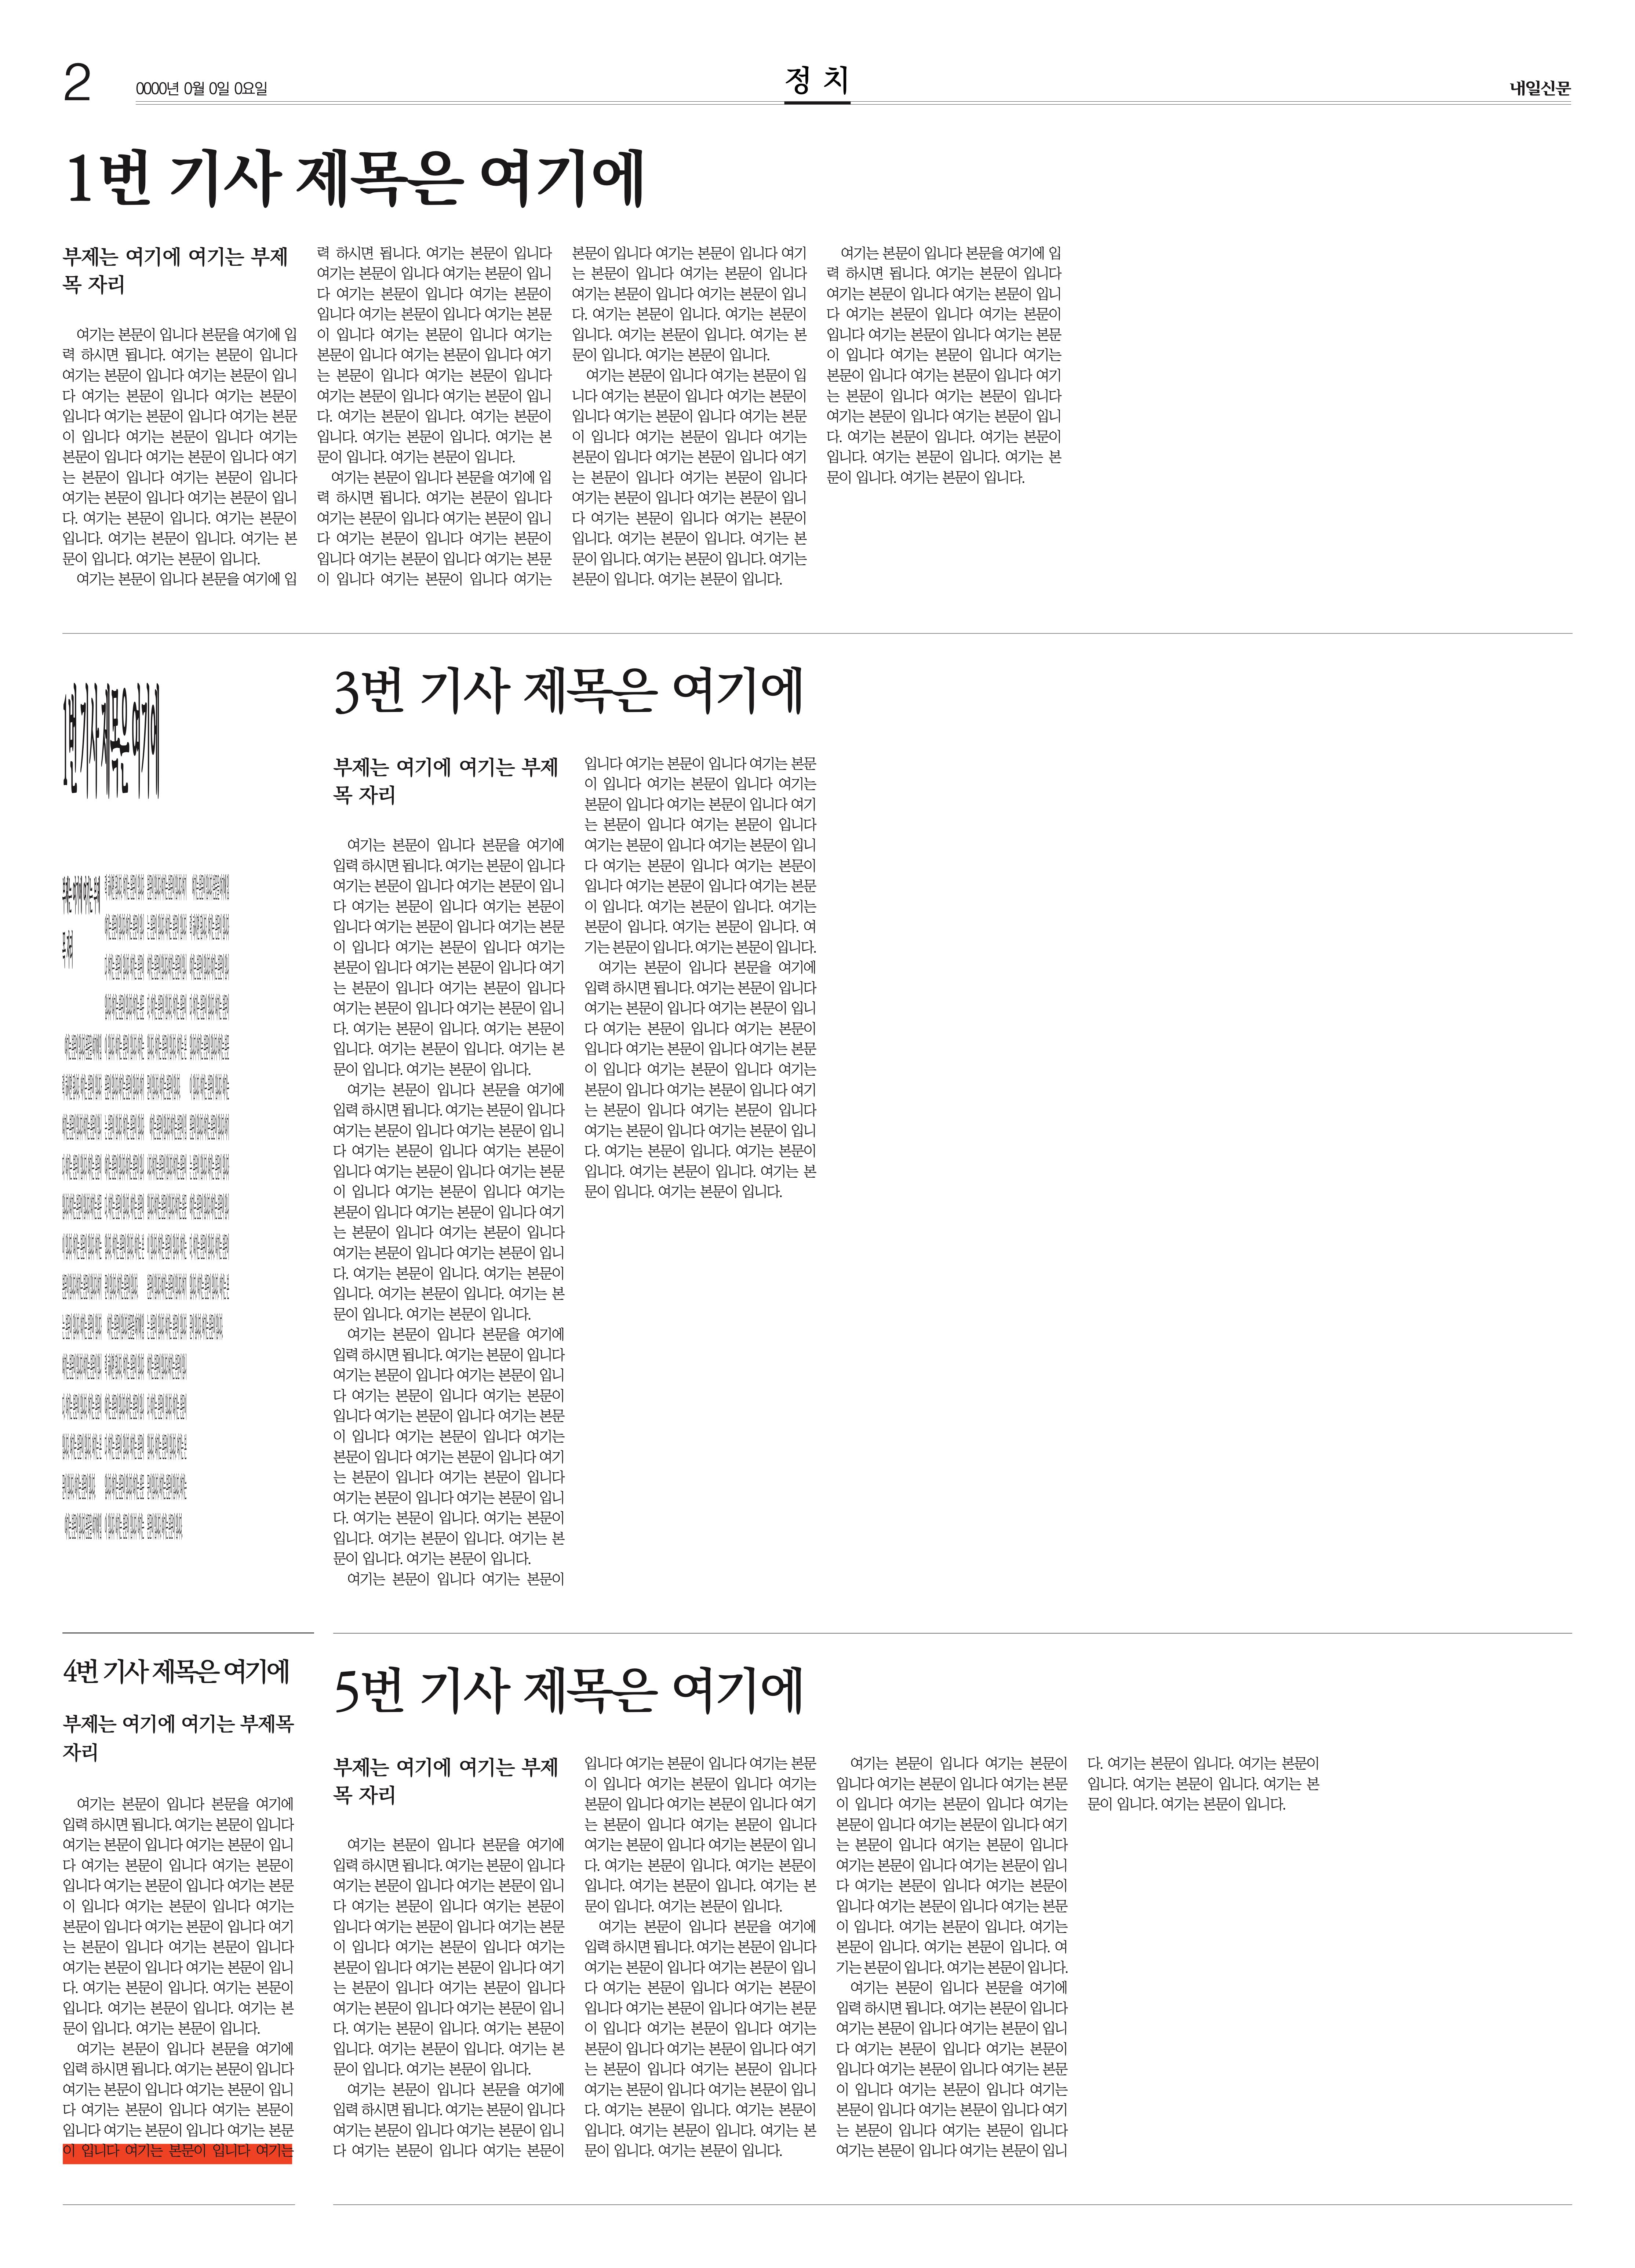 2
0000년 0월 0일 0요일
정 치
내일신문
1번 기사 제목은 여기에
부제는 여기에 여기는 부제
목 자리
여기는 본문이 입니다 본문을 여기에 입
력 하시면 됩니다. 여기는 본문이 입니다
여기는 본문이 입니다 여기는 본문이 입니
다 여기는 본문이 입니다 여기는 본문이
입니다 여기는 본문이 입니다 여기는 본문
이 입니다 여기는 본문이 입니다 여기는
본문이 입니다 여기는 본문이 입니다 여기
는 본문이 입니다 여기는 본문이 입니다
여기는 본문이 입니다 여기는 본문이 입니
다. 여기는 본문이 입니다. 여기는 본문이
입니다. 여기는 본문이 입니다. 여기는 본
문이 입니다. 여기는 본문이 입니다.
여기는 본문이 입니다 본문을 여기에 입
력 하시면 됩니다. 여기는 본문이 입니다
여기는 본문이 입니다 여기는 본문이 입니
다 여기는 본문이 입니다 여기는 본문이
입니다 여기는 본문이 입니다 여기는 본문
이 입니다 여기는 본문이 입니다 여기는
본문이 입니다 여기는 본문이 입니다 여기
는 본문이 입니다 여기는 본문이 입니다
여기는 본문이 입니다 여기는 본문이 입니
다. 여기는 본문이 입니다. 여기는 본문이
입니다. 여기는 본문이 입니다. 여기는 본
문이 입니다. 여기는 본문이 입니다.
여기는 본문이 입니다 본문을 여기에 입
력 하시면 됩니다. 여기는 본문이 입니다
여기는 본문이 입니다 여기는 본문이 입니
다 여기는 본문이 입니다 여기는 본문이
입니다 여기는 본문이 입니다 여기는 본문
이 입니다 여기는 본문이 입니다 여기는
본문이 입니다 여기는 본문이 입니다 여기
는 본문이 입니다 여기는 본문이 입니다
여기는 본문이 입니다 여기는 본문이 입니
다. 여기는 본문이 입니다. 여기는 본문이
입니다. 여기는 본문이 입니다. 여기는 본
문이 입니다. 여기는 본문이 입니다.
여기는 본문이 입니다 여기는 본문이 입
니다 여기는 본문이 입니다 여기는 본문이
입니다 여기는 본문이 입니다 여기는 본문
이 입니다 여기는 본문이 입니다 여기는
본문이 입니다 여기는 본문이 입니다 여기
는 본문이 입니다 여기는 본문이 입니다
여기는 본문이 입니다 여기는 본문이 입니
다 여기는 본문이 입니다 여기는 본문이
입니다. 여기는 본문이 입니다. 여기는 본
문이 입니다. 여기는 본문이 입니다. 여기는
본문이 입니다. 여기는 본문이 입니다.
여기는 본문이 입니다 본문을 여기에 입
력 하시면 됩니다. 여기는 본문이 입니다
여기는 본문이 입니다 여기는 본문이 입니
다 여기는 본문이 입니다 여기는 본문이
입니다 여기는 본문이 입니다 여기는 본문
이 입니다 여기는 본문이 입니다 여기는
본문이 입니다 여기는 본문이 입니다 여기
는 본문이 입니다 여기는 본문이 입니다
여기는 본문이 입니다 여기는 본문이 입니
다. 여기는 본문이 입니다. 여기는 본문이
입니다. 여기는 본문이 입니다. 여기는 본
문이 입니다. 여기는 본문이 입니다.
1번 기사 제목은 여기에
부제는 여기에 여기는 부제
목 자리
3번 기사 제목은 여기에
부제는 여기에 여기는 부제
목 자리
여기는 본문이 입니다 본문을 여기에
입력 하시면 됩니다. 여기는 본문이 입니다
여기는 본문이 입니다 여기는 본문이 입니
다 여기는 본문이 입니다 여기는 본문이
입니다 여기는 본문이 입니다 여기는 본문
이 입니다 여기는 본문이 입니다 여기는
본문이 입니다 여기는 본문이 입니다 여기
는 본문이 입니다 여기는 본문이 입니다
여기는 본문이 입니다 여기는 본문이 입니
다. 여기는 본문이 입니다. 여기는 본문이
입니다. 여기는 본문이 입니다. 여기는 본
문이 입니다. 여기는 본문이 입니다.
여기는 본문이 입니다 본문을 여기에
입력 하시면 됩니다. 여기는 본문이 입니다
여기는 본문이 입니다 여기는 본문이 입니
다 여기는 본문이 입니다 여기는 본문이
입니다 여기는 본문이 입니다 여기는 본문
이 입니다 여기는 본문이 입니다 여기는
본문이 입니다 여기는 본문이 입니다 여기
는 본문이 입니다 여기는 본문이 입니다
여기는 본문이 입니다 여기는 본문이 입니
다. 여기는 본문이 입니다. 여기는 본문이
입니다. 여기는 본문이 입니다. 여기는 본
문이 입니다. 여기는 본문이 입니다.
여기는 본문이 입니다 본문을 여기에
입력 하시면 됩니다. 여기는 본문이 입니다
여기는 본문이 입니다 여기는 본문이 입니
다 여기는 본문이 입니다 여기는 본문이
입니다 여기는 본문이 입니다 여기는 본문
이 입니다 여기는 본문이 입니다 여기는
본문이 입니다 여기는 본문이 입니다 여기
는 본문이 입니다 여기는 본문이 입니다
여기는 본문이 입니다 여기는 본문이 입니
다. 여기는 본문이 입니다. 여기는 본문이
입니다. 여기는 본문이 입니다. 여기는 본
문이 입니다. 여기는 본문이 입니다.
여기는 본문이 입니다 여기는 본문이
입니다 여기는 본문이 입니다 여기는 본문
이 입니다 여기는 본문이 입니다 여기는
본문이 입니다 여기는 본문이 입니다 여기
는 본문이 입니다 여기는 본문이 입니다
여기는 본문이 입니다 여기는 본문이 입니
다 여기는 본문이 입니다 여기는 본문이
입니다 여기는 본문이 입니다 여기는 본문
이 입니다. 여기는 본문이 입니다. 여기는
본문이 입니다. 여기는 본문이 입니다. 여
기는 본문이 입니다. 여기는 본문이 입니다.
여기는 본문이 입니다 본문을 여기에
입력 하시면 됩니다. 여기는 본문이 입니다
여기는 본문이 입니다 여기는 본문이 입니
다 여기는 본문이 입니다 여기는 본문이
입니다 여기는 본문이 입니다 여기는 본문
이 입니다 여기는 본문이 입니다 여기는
본문이 입니다 여기는 본문이 입니다 여기
는 본문이 입니다 여기는 본문이 입니다
여기는 본문이 입니다 여기는 본문이 입니
다. 여기는 본문이 입니다. 여기는 본문이
입니다. 여기는 본문이 입니다. 여기는 본
문이 입니다. 여기는 본문이 입니다.
4번 기사 제목은 여기에
부제는 여기에 여기는 부제목
자리
여기는 본문이 입니다 본문을 여기에
입력 하시면 됩니다. 여기는 본문이 입니다
여기는 본문이 입니다 여기는 본문이 입니
다 여기는 본문이 입니다 여기는 본문이
입니다 여기는 본문이 입니다 여기는 본문
이 입니다 여기는 본문이 입니다 여기는
본문이 입니다 여기는 본문이 입니다 여기
는 본문이 입니다 여기는 본문이 입니다
여기는 본문이 입니다 여기는 본문이 입니
다. 여기는 본문이 입니다. 여기는 본문이
입니다. 여기는 본문이 입니다. 여기는 본
문이 입니다. 여기는 본문이 입니다.
여기는 본문이 입니다 본문을 여기에
입력 하시면 됩니다. 여기는 본문이 입니다
여기는 본문이 입니다 여기는 본문이 입니
다 여기는 본문이 입니다 여기는 본문이
입니다 여기는 본문이 입니다 여기는 본문
이 입니다 여기는 본문이 입니다 여기는
5번 기사 제목은 여기에
부제는 여기에 여기는 부제
목 자리
여기는 본문이 입니다 본문을 여기에
입력 하시면 됩니다. 여기는 본문이 입니다
여기는 본문이 입니다 여기는 본문이 입니
다 여기는 본문이 입니다 여기는 본문이
입니다 여기는 본문이 입니다 여기는 본문
이 입니다 여기는 본문이 입니다 여기는
본문이 입니다 여기는 본문이 입니다 여기
는 본문이 입니다 여기는 본문이 입니다
여기는 본문이 입니다 여기는 본문이 입니
다. 여기는 본문이 입니다. 여기는 본문이
입니다. 여기는 본문이 입니다. 여기는 본
문이 입니다. 여기는 본문이 입니다.
여기는 본문이 입니다 본문을 여기에
입력 하시면 됩니다. 여기는 본문이 입니다
여기는 본문이 입니다 여기는 본문이 입니
다 여기는 본문이 입니다 여기는 본문이
입니다 여기는 본문이 입니다 여기는 본문
이 입니다 여기는 본문이 입니다 여기는
본문이 입니다 여기는 본문이 입니다 여기
는 본문이 입니다 여기는 본문이 입니다
여기는 본문이 입니다 여기는 본문이 입니
다. 여기는 본문이 입니다. 여기는 본문이
입니다. 여기는 본문이 입니다. 여기는 본
문이 입니다. 여기는 본문이 입니다.
여기는 본문이 입니다 본문을 여기에
입력 하시면 됩니다. 여기는 본문이 입니다
여기는 본문이 입니다 여기는 본문이 입니
다 여기는 본문이 입니다 여기는 본문이
입니다 여기는 본문이 입니다 여기는 본문
이 입니다 여기는 본문이 입니다 여기는
본문이 입니다 여기는 본문이 입니다 여기
는 본문이 입니다 여기는 본문이 입니다
여기는 본문이 입니다 여기는 본문이 입니
다. 여기는 본문이 입니다. 여기는 본문이
입니다. 여기는 본문이 입니다. 여기는 본
문이 입니다. 여기는 본문이 입니다.
여기는 본문이 입니다 여기는 본문이
입니다 여기는 본문이 입니다 여기는 본문
이 입니다 여기는 본문이 입니다 여기는
본문이 입니다 여기는 본문이 입니다 여기
는 본문이 입니다 여기는 본문이 입니다
여기는 본문이 입니다 여기는 본문이 입니
다 여기는 본문이 입니다 여기는 본문이
입니다 여기는 본문이 입니다 여기는 본문
이 입니다. 여기는 본문이 입니다. 여기는
본문이 입니다. 여기는 본문이 입니다. 여
기는 본문이 입니다. 여기는 본문이 입니다.
여기는 본문이 입니다 본문을 여기에
입력 하시면 됩니다. 여기는 본문이 입니다
여기는 본문이 입니다 여기는 본문이 입니
다 여기는 본문이 입니다 여기는 본문이
입니다 여기는 본문이 입니다 여기는 본문
이 입니다 여기는 본문이 입니다 여기는
본문이 입니다 여기는 본문이 입니다 여기
는 본문이 입니다 여기는 본문이 입니다
여기는 본문이 입니다 여기는 본문이 입니
다. 여기는 본문이 입니다. 여기는 본문이
입니다. 여기는 본문이 입니다. 여기는 본
문이 입니다. 여기는 본문이 입니다.